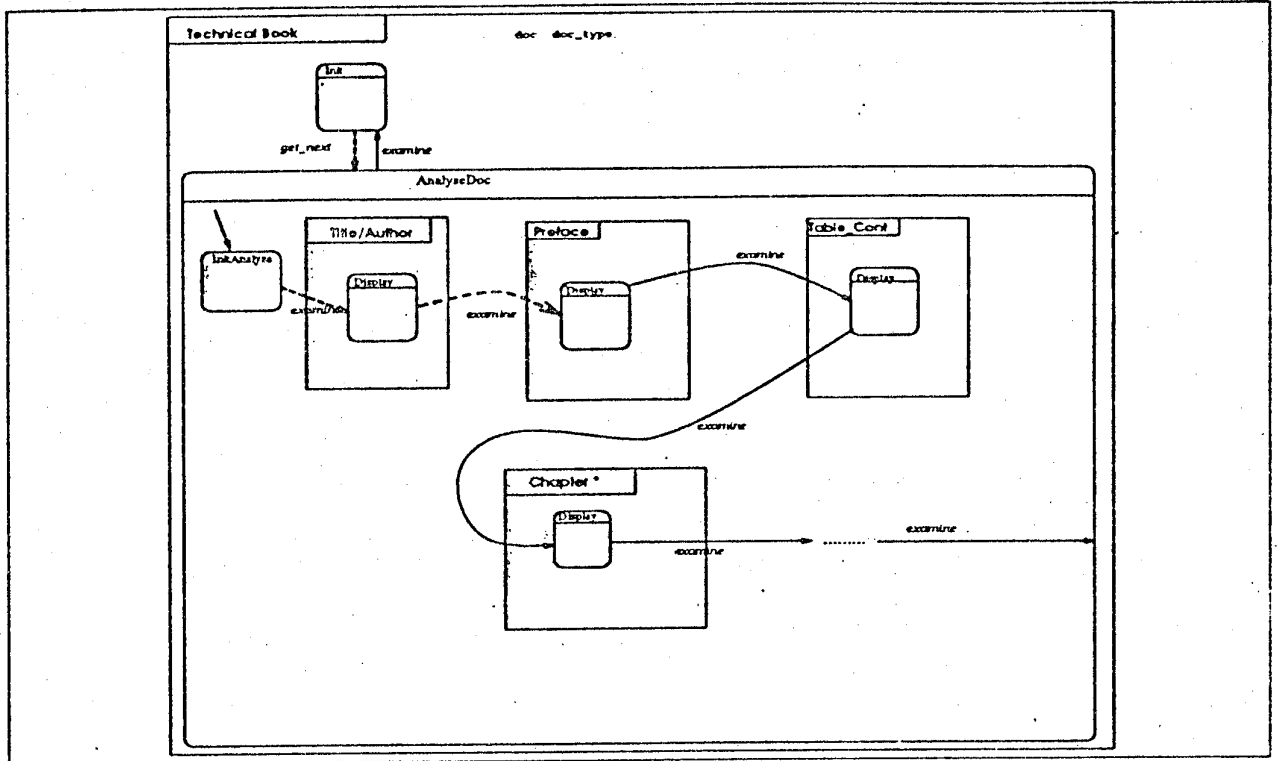 Technical Book
doc doc_type
Init
get_next
examine
AnalyseDoc
Title/Author
Preface
Table_Cont
InitAnalyse
Display
Display
Display
examine
examine
examine
examine
Chapter *
Display
examine
..........
examine